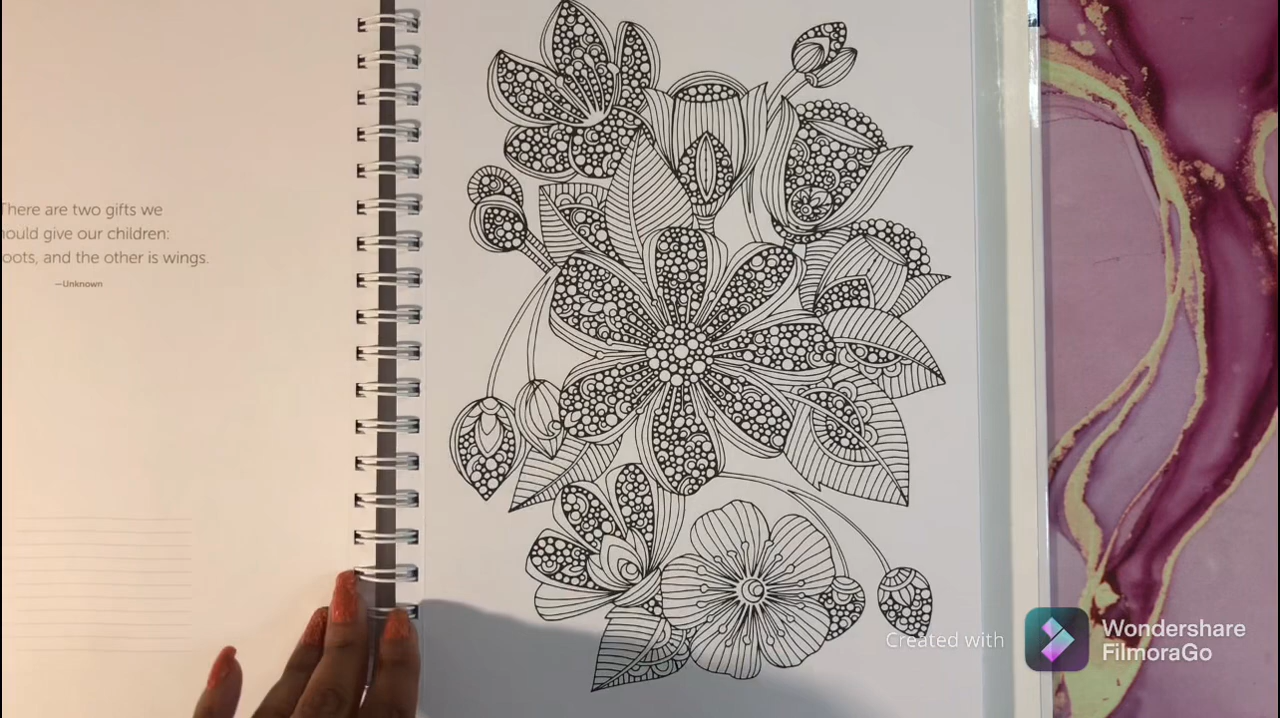 There are two gifts we
ould give our children:
oots, and the other is wings.
—Unknown
Created with
Wondershare
FilmoraGo